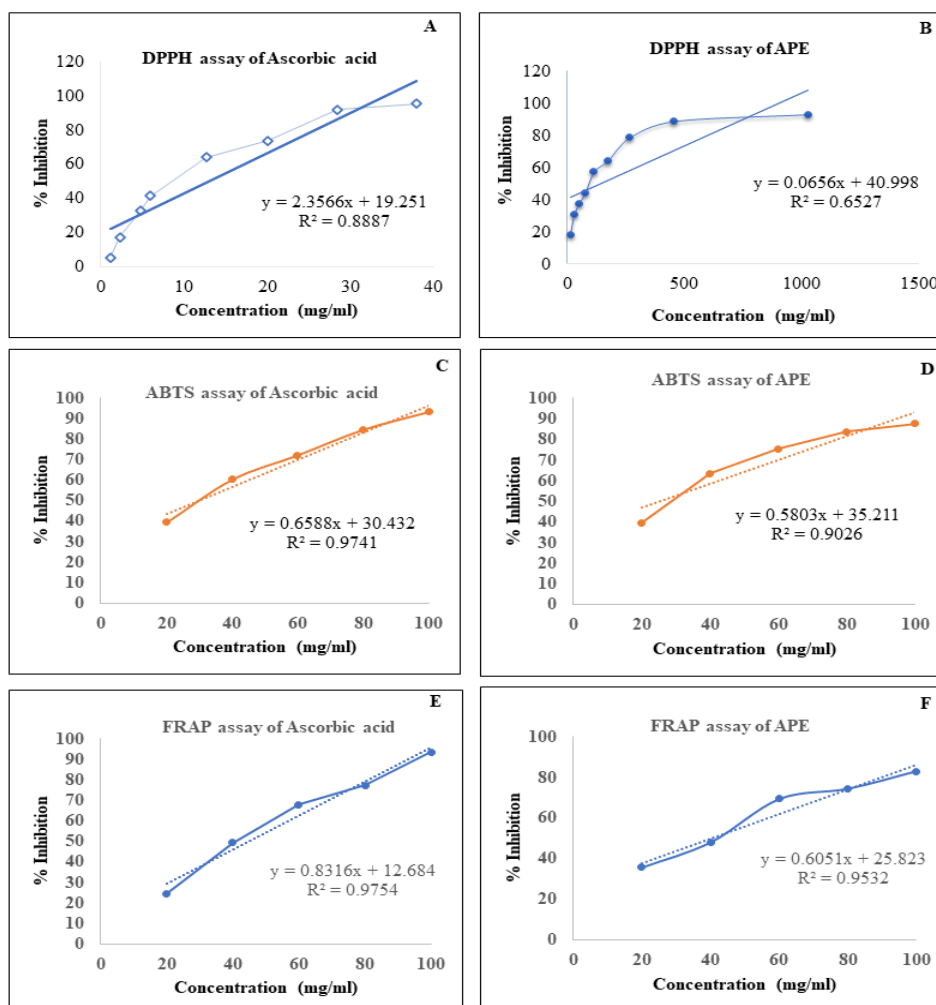 A
DPPH assay of Ascorbic acid
% Inhibition
120
100
80
60
40
20
0
y = 2.3566x + 19.251
R² = 0.8887
0 10 20 30 40
Concentration (mg/ml)
B
DPPH assay of APE
% Inhibition
120
100
80
60
40
20
0
y = 0.0656x + 40.998
R² = 0.6527
0 500 1000 1500
Concentration (mg/ml)
C
ABTS assay of Ascorbic acid
% Inhibition
100
90
80
70
60
50
40
30
20
10
0
y = 0.6588x + 30.432
R² = 0.9741
0 20 40 60 80 100
Concentration (mg/ml)
D
ABTS assay of APE
% Inhibition
100
90
80
70
60
50
40
30
20
10
0
y = 0.5803x + 35.211
R² = 0.9026
0 20 40 60 80 100
Concentration (mg/ml)
E
FRAP assay of Ascorbic acid
% Inhibition
100
90
80
70
60
50
40
30
20
10
0
y = 0.8316x + 12.684
R² = 0.9754
0 20 40 60 80 100
Concentration (mg/ml)
F
FRAP assay of APE
% Inhibition
100
80
60
40
20
0
y = 0.6051x + 25.823
R² = 0.9532
0 20 40 60 80 100
Concentration (mg/ml)